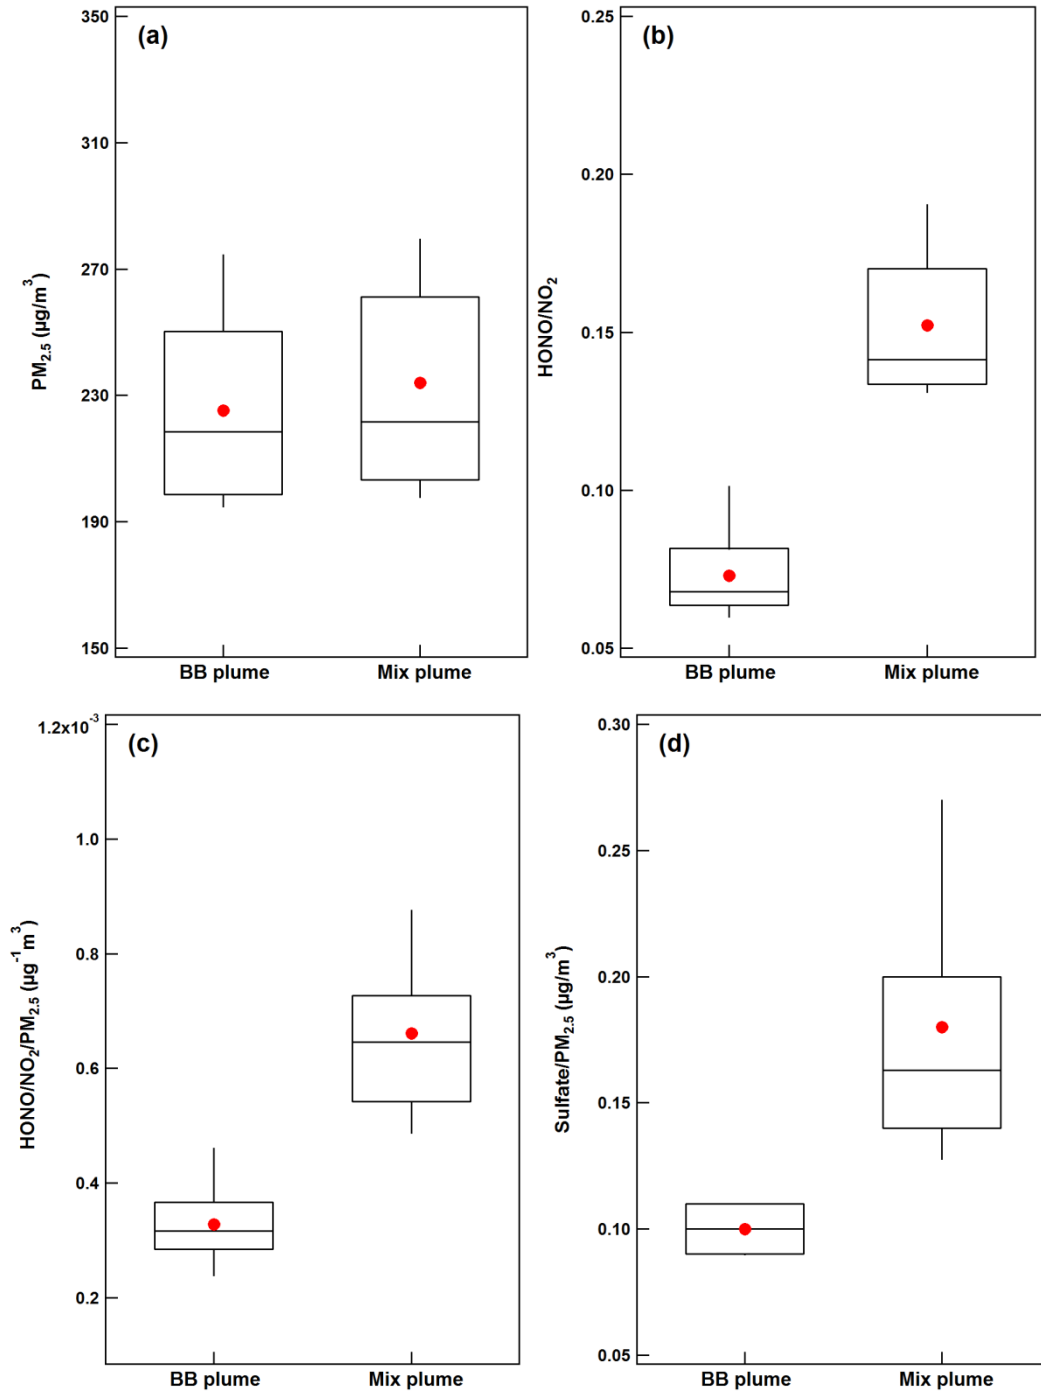 (a)
350
310
270
230
190
150
PM2.5 (µg/m³)
BB plume
Mix plume
(b)
0.25
0.20
0.15
0.10
0.05
HONO/NO2
BB plume
Mix plume
(c)
1.2x10⁻³
1.0
0.8
0.6
0.4
0.2
HONO/NO2/PM2.5 (µg⁻¹m³)
BB plume
Mix plume
(d)
0.30
0.25
0.20
0.15
0.10
0.05
Sulfate/PM2.5 (µg/m³)
BB plume
Mix plume